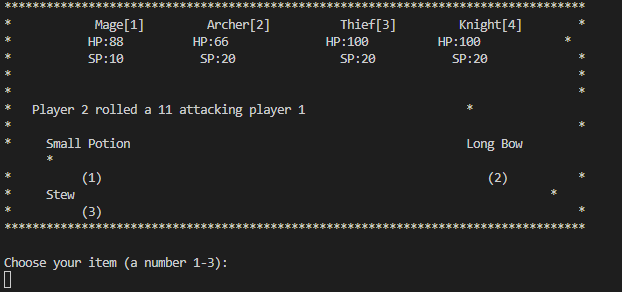 ***********************************************************************************
* Mage[1] Archer[2] Thief[3] Knight[4] *
* HP:88 HP:66 HP:100 HP:100 *
* SP:10 SP:20 SP:20 SP:20 *
* *
* *
* Player 2 rolled a 11 attacking player 1 *
* *
* Small Potion Long Bow
*
* (1) (2) *
* Stew *
* (3) *
***********************************************************************************
Choose your item (a number 1-3):